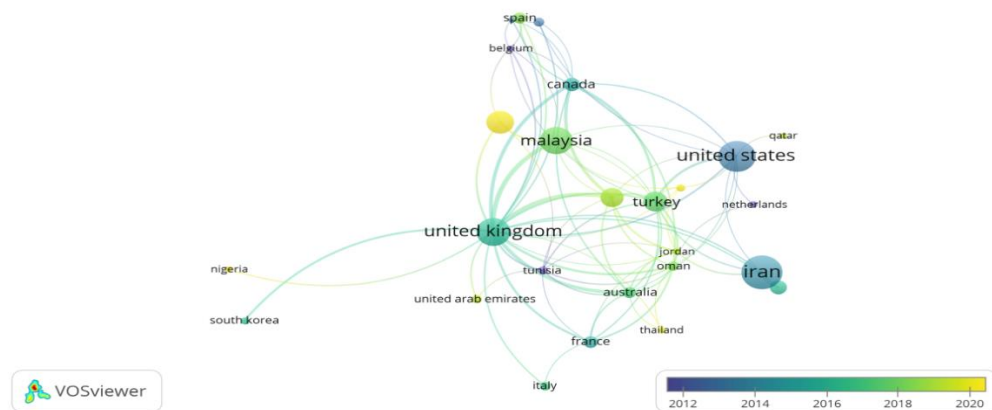 spain
belgium
canada
malaysia
qatar
united states
netherlands
turkey
united kingdom
jordan
oman
tunisia
iran
nigeria
united arab emirates
australia
south korea
thailand
france
italy
VOSviewer
2012 2014 2016 2018 2020